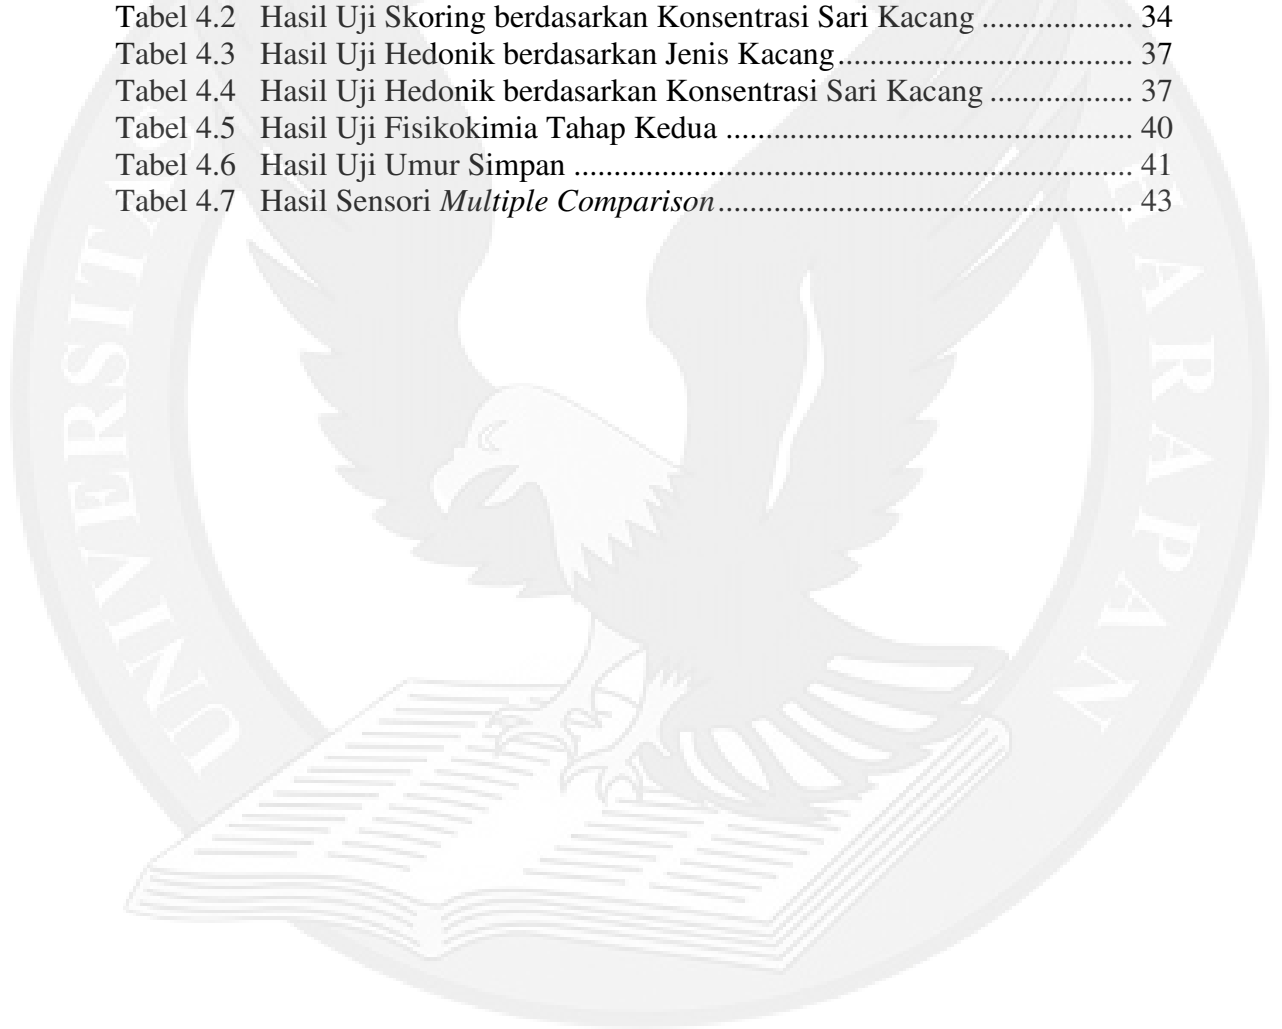 Tabel 4.2 Hasil Uji Skoring berdasarkan Konsentrasi Sari Kacang ................. 34
Tabel 4.3 Hasil Uji Hedonik berdasarkan Jenis Kacang ................................. 37
Tabel 4.4 Hasil Uji Hedonik berdasarkan Konsentrasi Sari Kacang ................ 37
Tabel 4.5 Hasil Uji Fisikokimia Tahap Kedua .............................................. 40
Tabel 4.6 Hasil Uji Umur Simpan ............................................................... 41
Tabel 4.7 Hasil Sensori Multiple Comparison ............................................... 43
UNIVERSITAS
HARAPAN